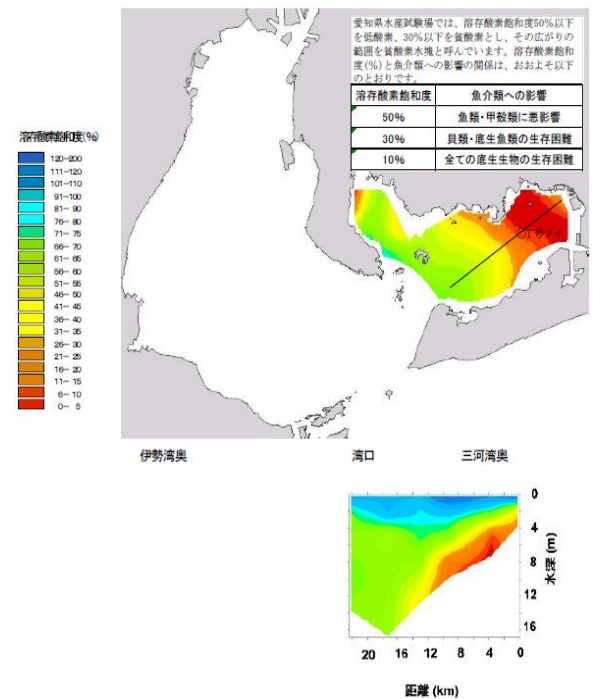 愛知県水産試験場では、溶存酸素飽和度50%以下
を低酸素、30%以下を貧酸素とし、その広がりの
範囲を貧酸素水塊と呼んでいます。溶存酸素飽和
度(%)と魚介類への影響の関係は、おおよそ以下
のとおりです。
溶存酸素飽和度 魚介類への影響
50% 魚類・甲殻類に悪影響
30% 貝類・底生魚類の生存困難
10% 全ての底生生物の生存困難
溶存酸素飽和度(%)
120-200
111-120
101-110
91-100
81- 90
76- 80
71- 75
66- 70
61- 65
56- 60
51- 55
46- 50
41- 45
36- 40
31- 35
26- 30
21- 25
16- 20
11- 15
6- 10
0- 5
1号ブイ
伊勢湾奥 湾口 三河湾奥
0
4
8
12
16
水深 (m)
20 16 12 8 4 0
距離 (km)